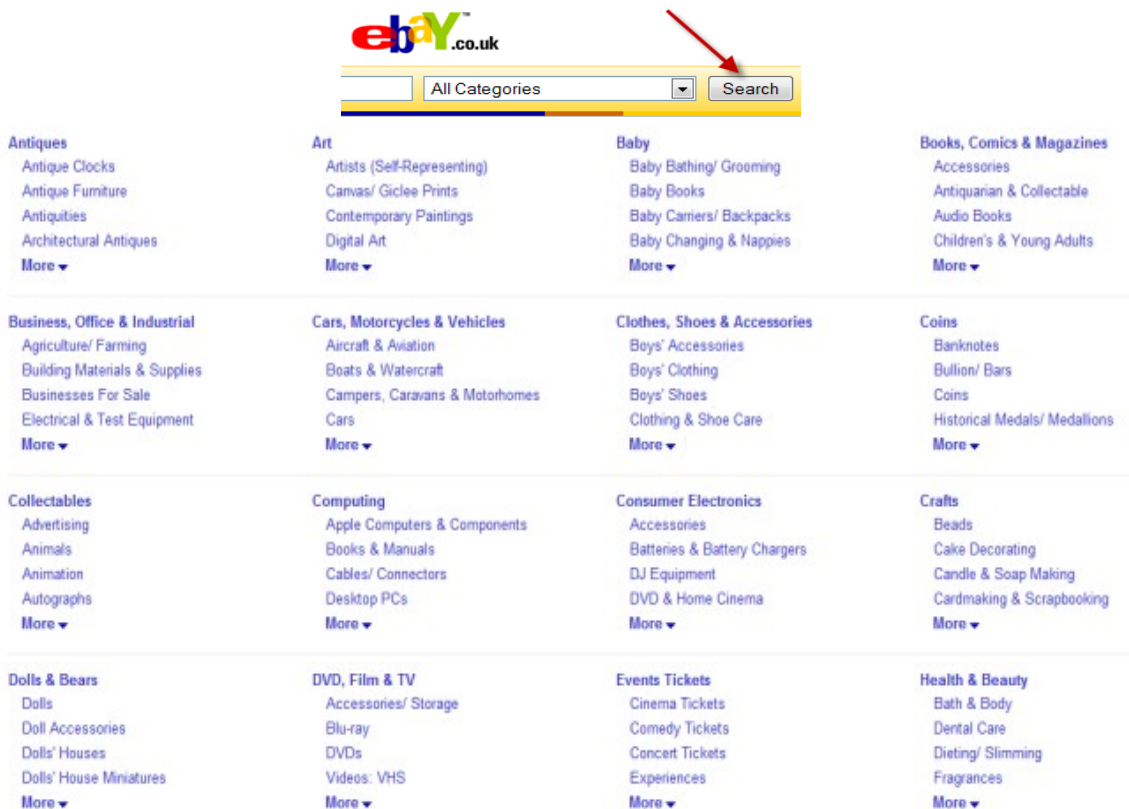 ebaY™.co.uk
All Categories Search
Antiques
Antique Clocks
Antique Furniture
Antiquities
Architectural Antiques
More
Art
Artists (Self-Representing)
Canvas/ Giclee Prints
Contemporary Paintings
Digital Art
More
Baby
Baby Bathing/ Grooming
Baby Books
Baby Carriers/ Backpacks
Baby Changing & Nappies
More
Books, Comics & Magazines
Accessories
Antiquarian & Collectable
Audio Books
Children's & Young Adults
More
Business, Office & Industrial
Agriculture/ Farming
Building Materials & Supplies
Businesses For Sale
Electrical & Test Equipment
More
Cars, Motorcycles & Vehicles
Aircraft & Aviation
Boats & Watercraft
Campers, Caravans & Motorhomes
Cars
More
Clothes, Shoes & Accessories
Boys' Accessories
Boys' Clothing
Boys' Shoes
Clothing & Shoe Care
More
Coins
Banknotes
Bullion/ Bars
Coins
Historical Medals/ Medallions
More
Collectables
Advertising
Animals
Animation
Autographs
More
Computing
Apple Computers & Components
Books & Manuals
Cables/ Connectors
Desktop PCs
More
Consumer Electronics
Accessories
Batteries & Battery Chargers
DJ Equipment
DVD & Home Cinema
More
Crafts
Beads
Cake Decorating
Candle & Soap Making
Cardmaking & Scrapbooking
More
Dolls & Bears
Dolls
Doll Accessories
Dolls' Houses
Dolls' House Miniatures
More
DVD, Film & TV
Accessories/ Storage
Blu-ray
DVDs
Videos: VHS
More
Events Tickets
Cinema Tickets
Comedy Tickets
Concert Tickets
Experiences
More
Health & Beauty
Bath & Body
Dental Care
Dieting/ Slimming
Fragrances
More